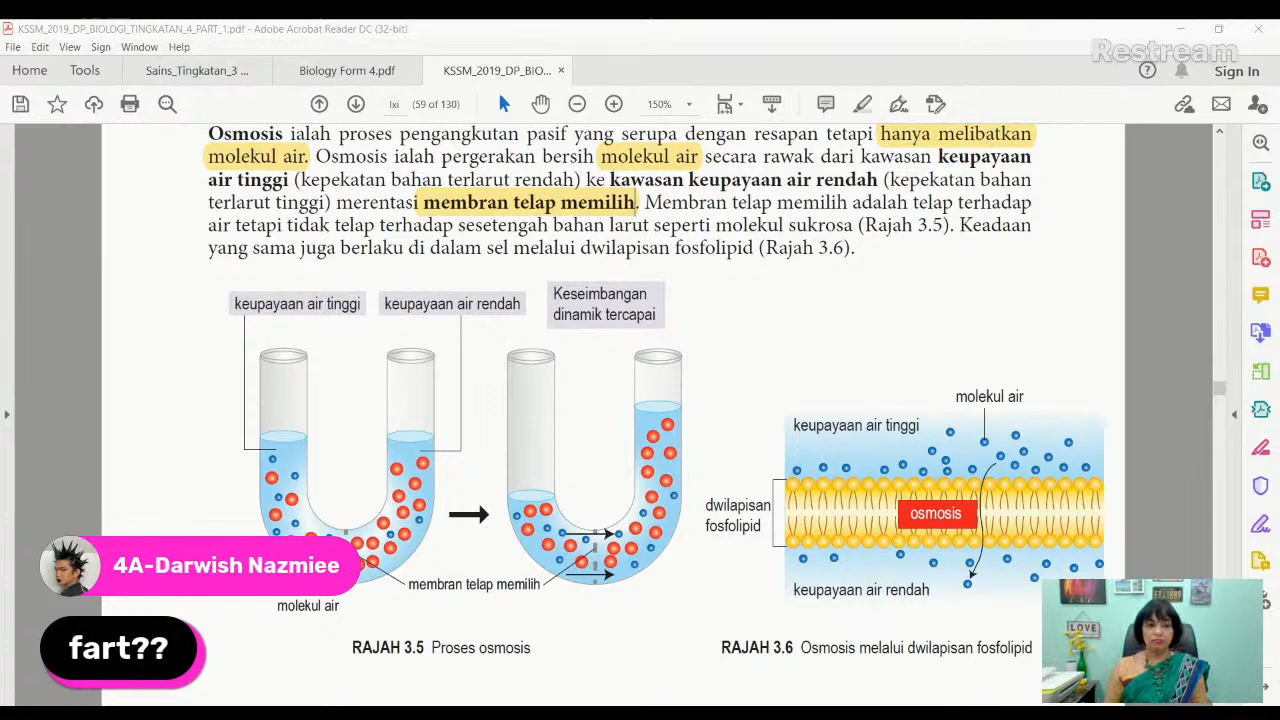 KSSM_2019_DP_BIOLOGI_TINGKATAN_4_PART_1.pdf - Adobe Acrobat Reader DC (32-bit)
File Edit View Sign Window Help
Restream
Home Tools Sains_Tingkatan_3 ... Biology Form 4.pdf KSSM_2019_DP_BIO... × Sign In
lxi (59 of 130) 150%
Osmosis ialah proses pengangkutan pasif yang serupa dengan resapan tetapi hanya melibatkan
molekul air. Osmosis ialah pergerakan bersih molekul air secara rawak dari kawasan keupayaan
air tinggi (kepekatan bahan terlarut rendah) ke kawasan keupayaan air rendah (kepekatan bahan
terlarut tinggi) merentasi membran telap memilih. Membran telap memilih adalah telap terhadap
air tetapi tidak telap terhadap sesetengah bahan larut seperti molekul sukrosa (Rajah 3.5). Keadaan
yang sama juga berlaku di dalam sel melalui dwilapisan fosfolipid (Rajah 3.6).
keupayaan air tinggi
keupayaan air rendah
Keseimbangan
dinamik tercapai
molekul air
keupayaan air tinggi
dwilapisan
fosfolipid
osmosis
keupayaan air rendah
membran telap memilih
molekul air
RAJAH 3.5 Proses osmosis
RAJAH 3.6 Osmosis melalui dwilapisan fosfolipid
4A-Darwish Nazmiee
fart??
LOVE